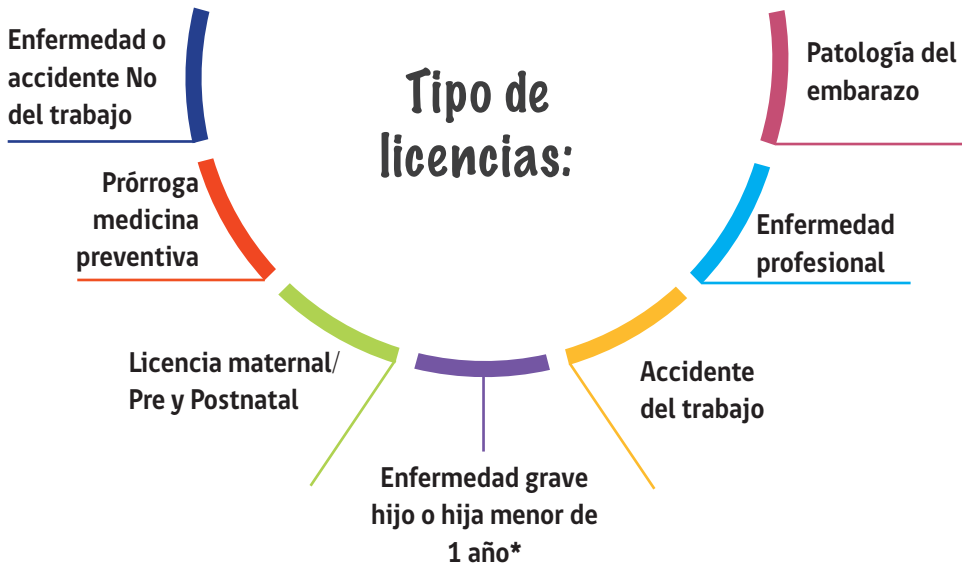 Tipo de
licencias:
Enfermedad o
accidente No
del trabajo
Prórroga
medicina
preventiva
Licencia maternal/
Pre y Postnatal
Enfermedad grave
hijo o hija menor de
1 año*
Accidente
del trabajo
Enfermedad
profesional
Patología del
embarazo